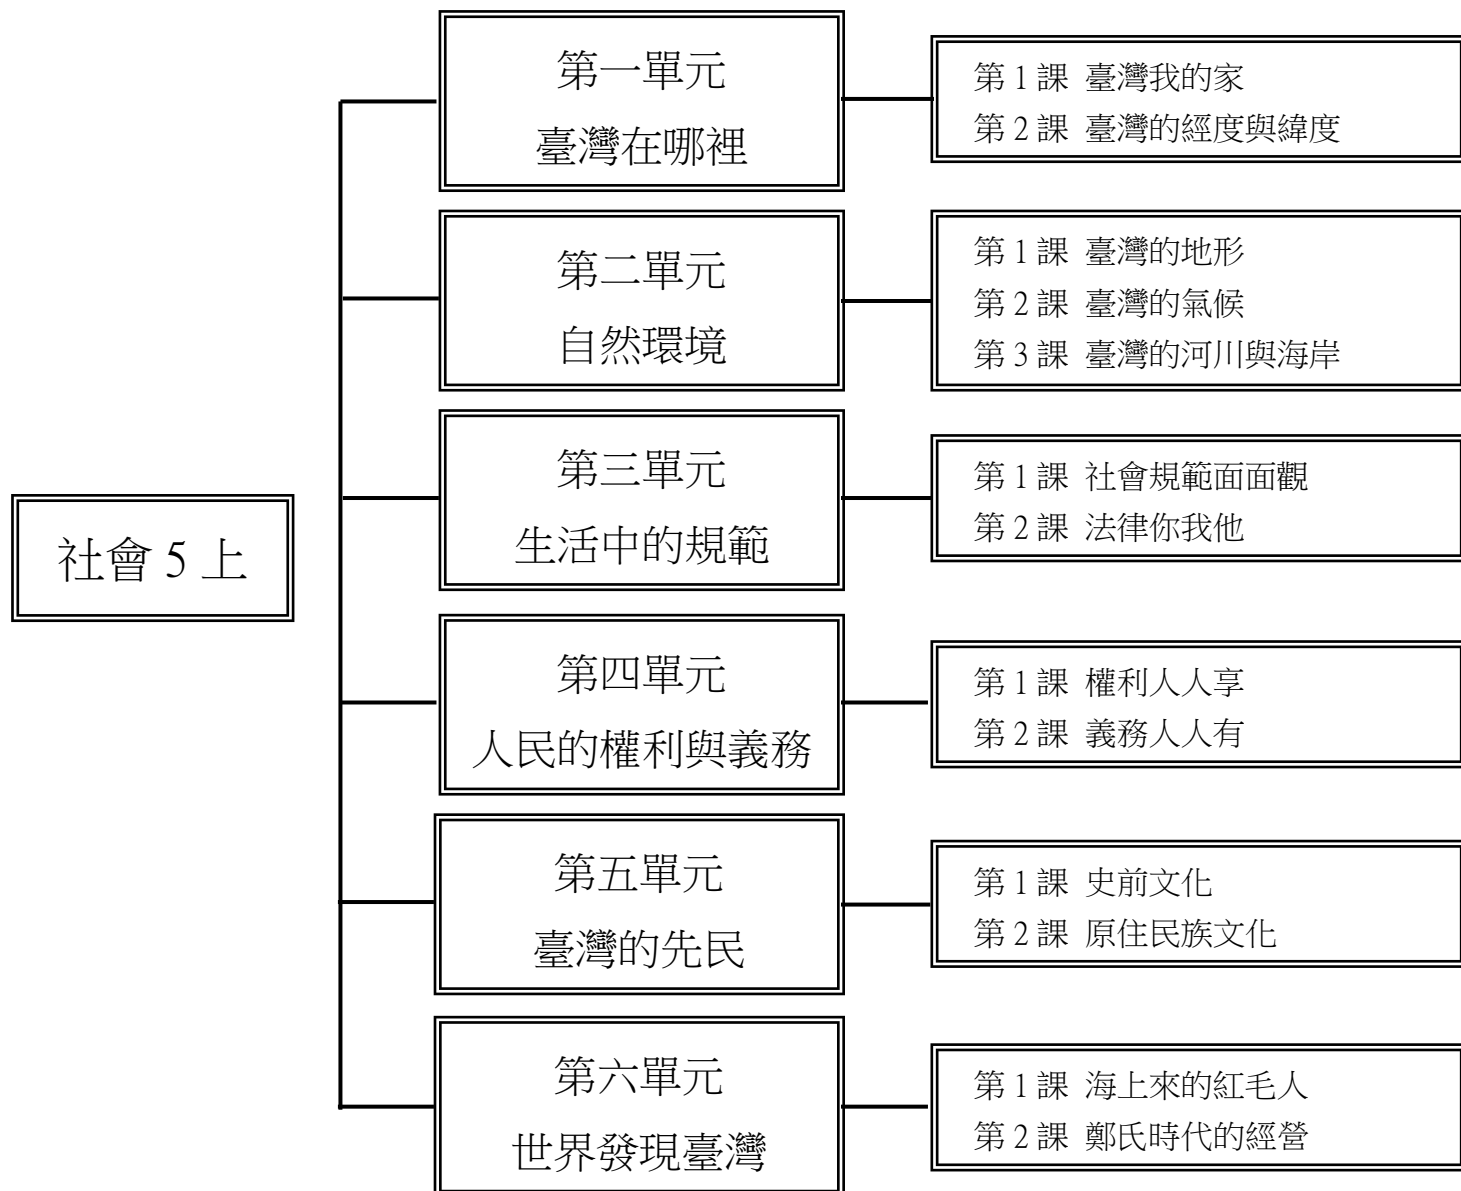 社會 5 上
第一單元
臺灣在哪裡
第 1 課 臺灣我的家
第 2 課 臺灣的經度與緯度
第二單元
自然環境
第 1 課 臺灣的地形
第 2 課 臺灣的氣候
第 3 課 臺灣的河川與海岸
第三單元
生活中的規範
第 1 課 社會規範面面觀
第 2 課 法律你我他
第四單元
人民的權利與義務
第 1 課 權利人人享
第 2 課 義務人人有
第五單元
臺灣的先民
第 1 課 史前文化
第 2 課 原住民族文化
第六單元
世界發現臺灣
第 1 課 海上來的紅毛人
第 2 課 鄭氏時代的經營